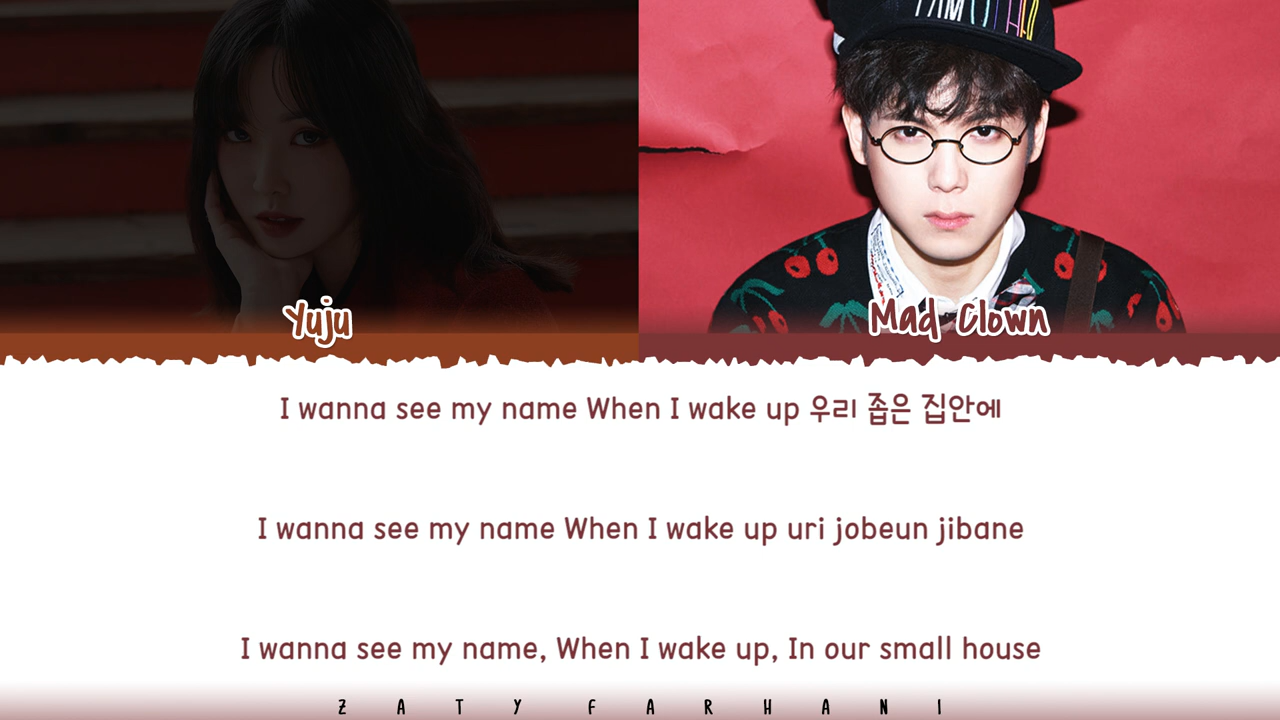 Yuju
Mad Clown
I wanna see my name When I wake up 우리 좁은 집안에
I wanna see my name When I wake up uri jobeun jibane
I wanna see my name, When I wake up, In our small house
ZATY FARHANI